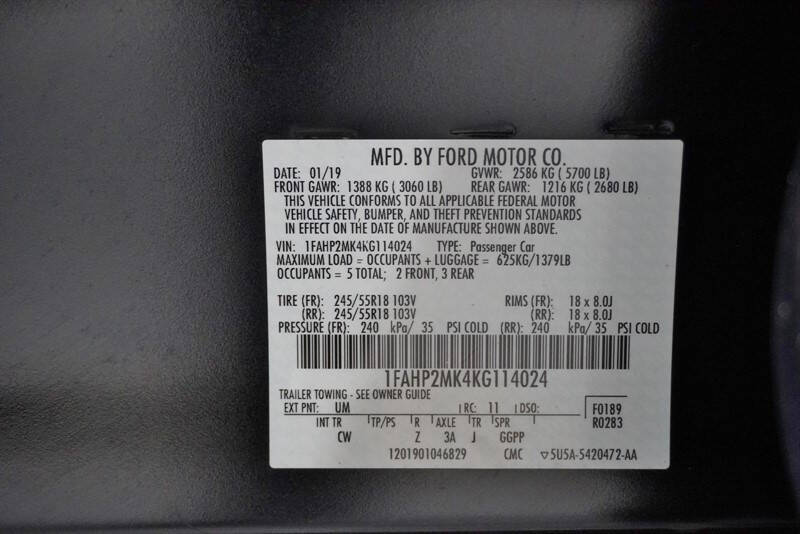 MFD. BY FORD MOTOR CO.
DATE: 01/19 GVWR: 2586 KG ( 5700 LB)
FRONT GAWR: 1388 KG ( 3060 LB) REAR GAWR: 1216 KG ( 2680 LB)
THIS VEHICLE CONFORMS TO ALL APPLICABLE FEDERAL MOTOR
VEHICLE SAFETY, BUMPER, AND THEFT PREVENTION STANDARDS
IN EFFECT ON THE DATE OF MANUFACTURE SHOWN ABOVE.
VIN: 1FAHP2MK4KG114024 TYPE: Passenger Car
MAXIMUM LOAD = OCCUPANTS + LUGGAGE = 625KG/1379LB
OCCUPANTS = 5 TOTAL; 2 FRONT, 3 REAR
TIRE (FR): 245/55R18 103V RIMS (FR): 18 x 8.0J
(RR): 245/55R18 103V (RR): 18 x 8.0J
PRESSURE (FR): 240 kPa/ 35 PSI COLD (RR): 240 kPa/ 35 PSI COLD
1FAHP2MK4KG114024
TRAILER TOWING - SEE OWNER GUIDE
EXT PNT: UM RC: 11 DSO: F0189
R0283
INT TR TP/PS R AXLE TR SPR
CW Z 3A J GGPP
1201901046829 CMC ▽5U5A-5420472-AA